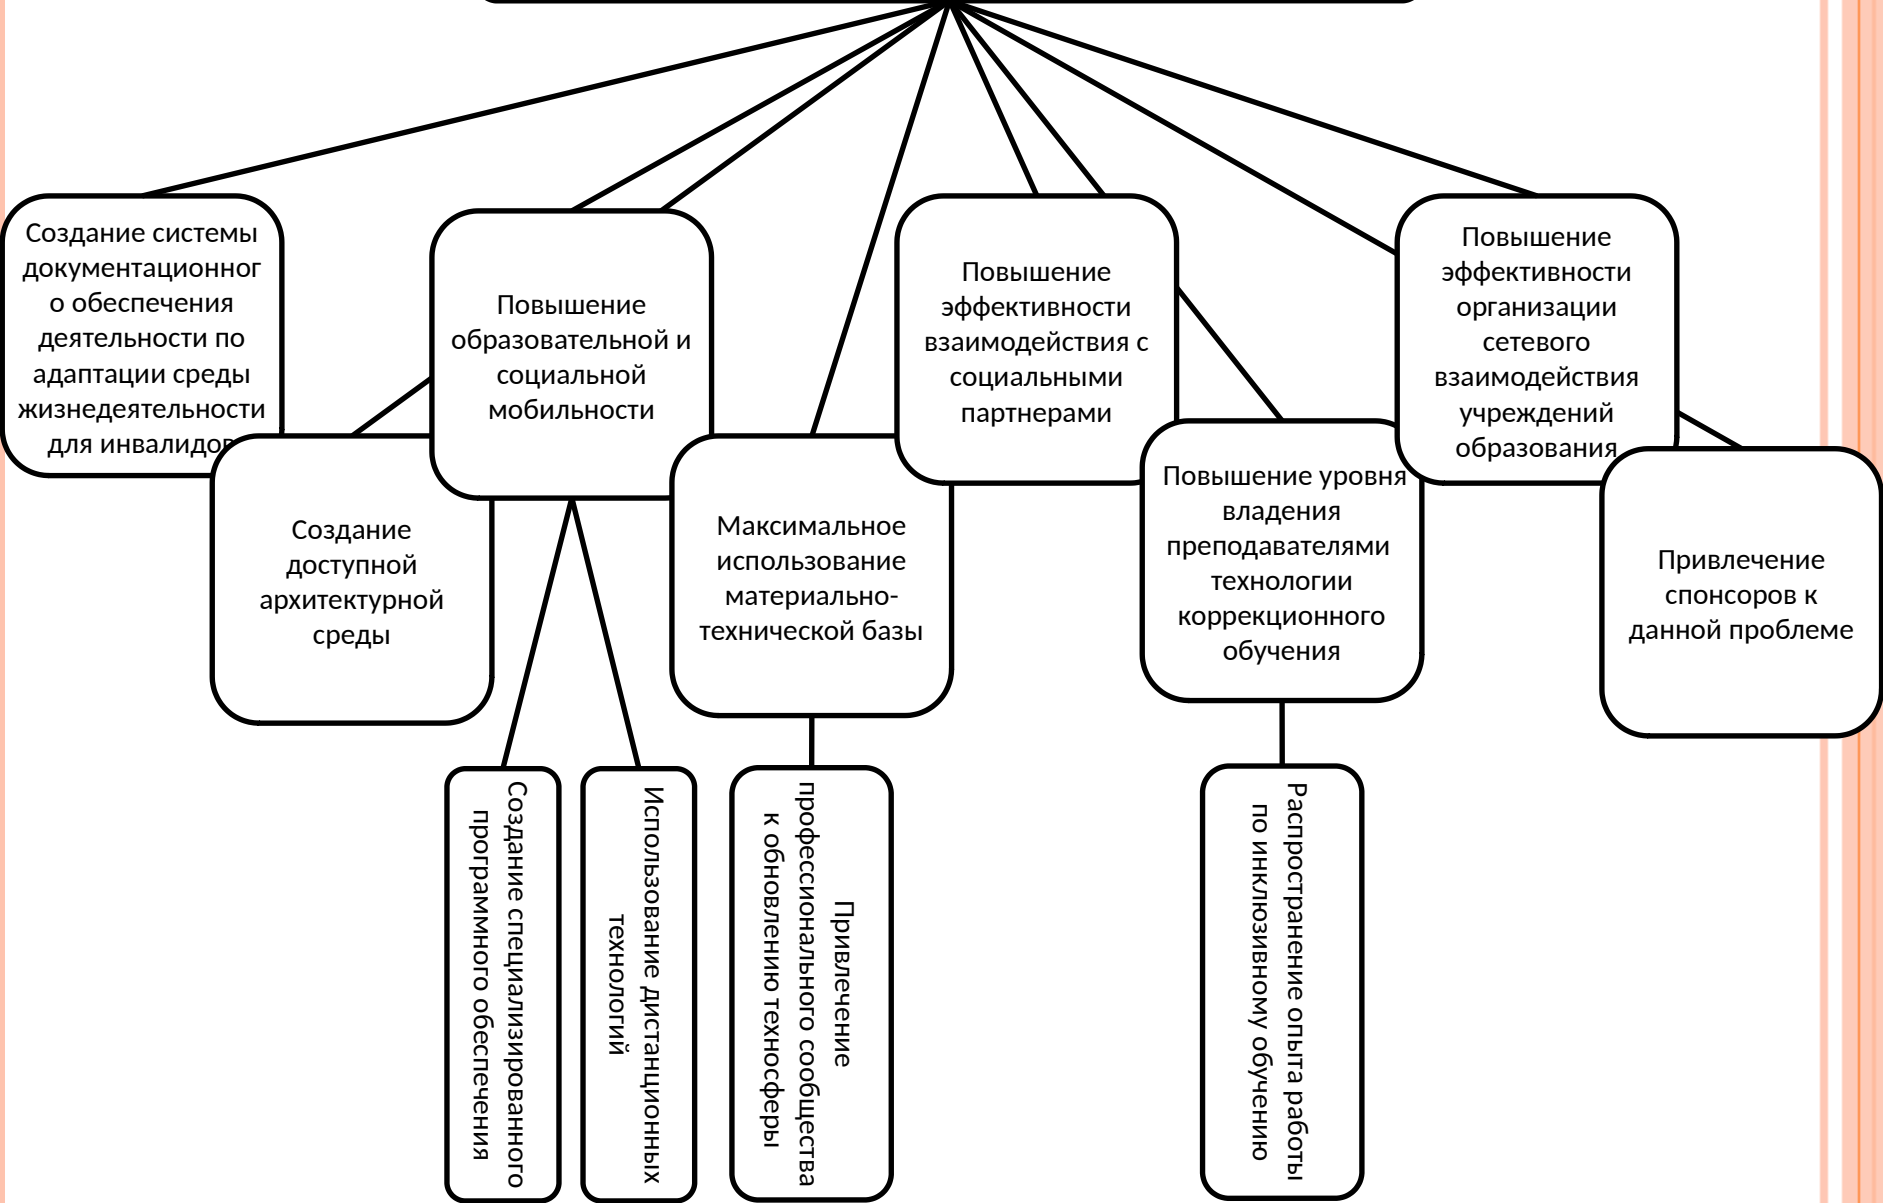 Создание системы
документационног
о обеспечения
деятельности по
адаптации среды
жизнедеятельности
для инвалидов
Создание
доступной
архитектурной
среды
Повышение
образовательной и
социальной
мобильности
Максимальное
использование
материально-
технической базы
Повышение
эффективности
взаимодействия с
социальными
партнерами
Повышение уровня
владения
преподавателями
технологии
коррекционного
обучения
Повышение
эффективности
организации
сетевого
взаимодействия
учреждений
образования
Привлечение
спонсоров к
данной проблеме
Создание специализированного
программного обеспечения
Использование дистанционных
технологий
Привлечение
профессионального сообщества
к обновлению техносферы
Распространение опыта работы
по инклюзивному обучению